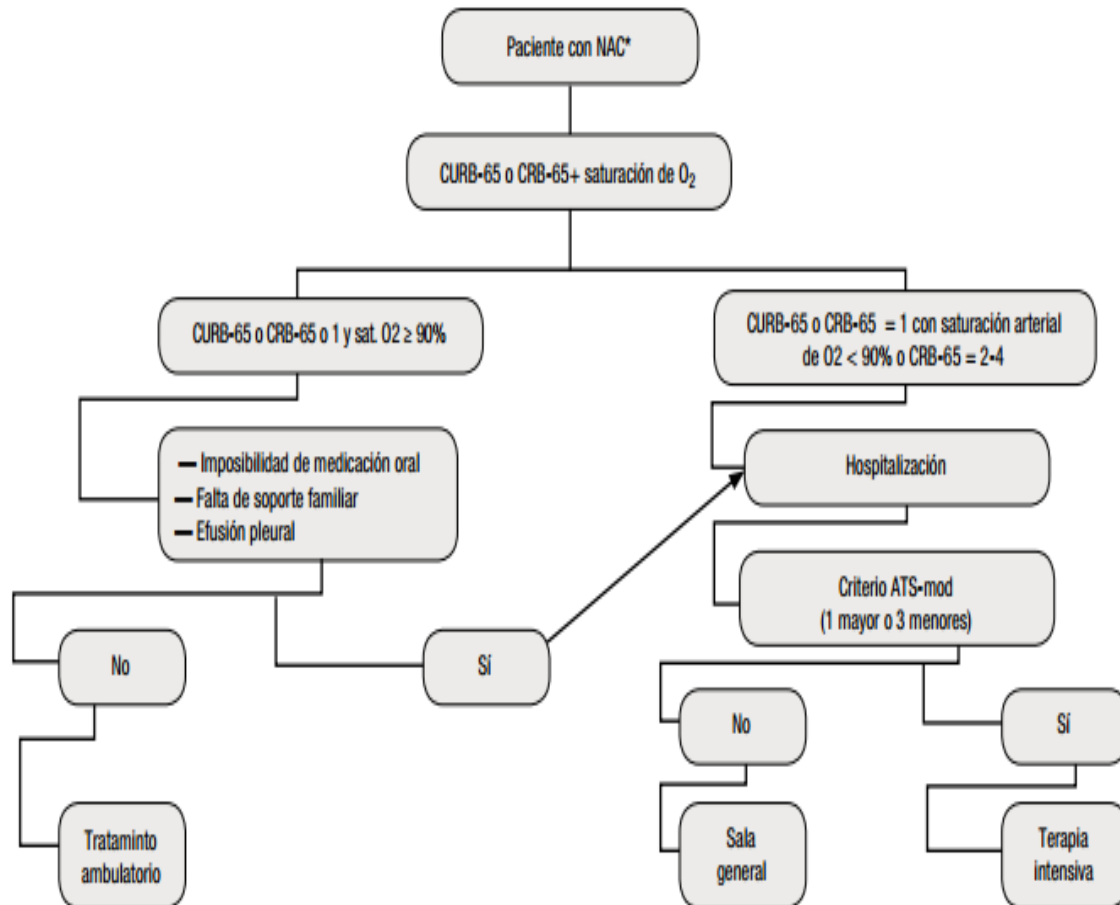 Paciente con NAC*
CURB-65 o CRB-65+ saturación de O₂
CURB-65 o CRB-65 o 1 y sat. O2 ≥ 90%
CURB-65 o CRB-65 = 1 con saturación arterial
de O2 < 90% o CRB-65 = 2-4
— Imposibilidad de medicación oral
— Falta de soporte familiar
— Efusión pleural
Hospitalización
Criterio ATS-mod
(1 mayor o 3 menores)
No
Sí
No
Sí
Trataminto
ambulatorio
Sala
general
Terapia
intensiva